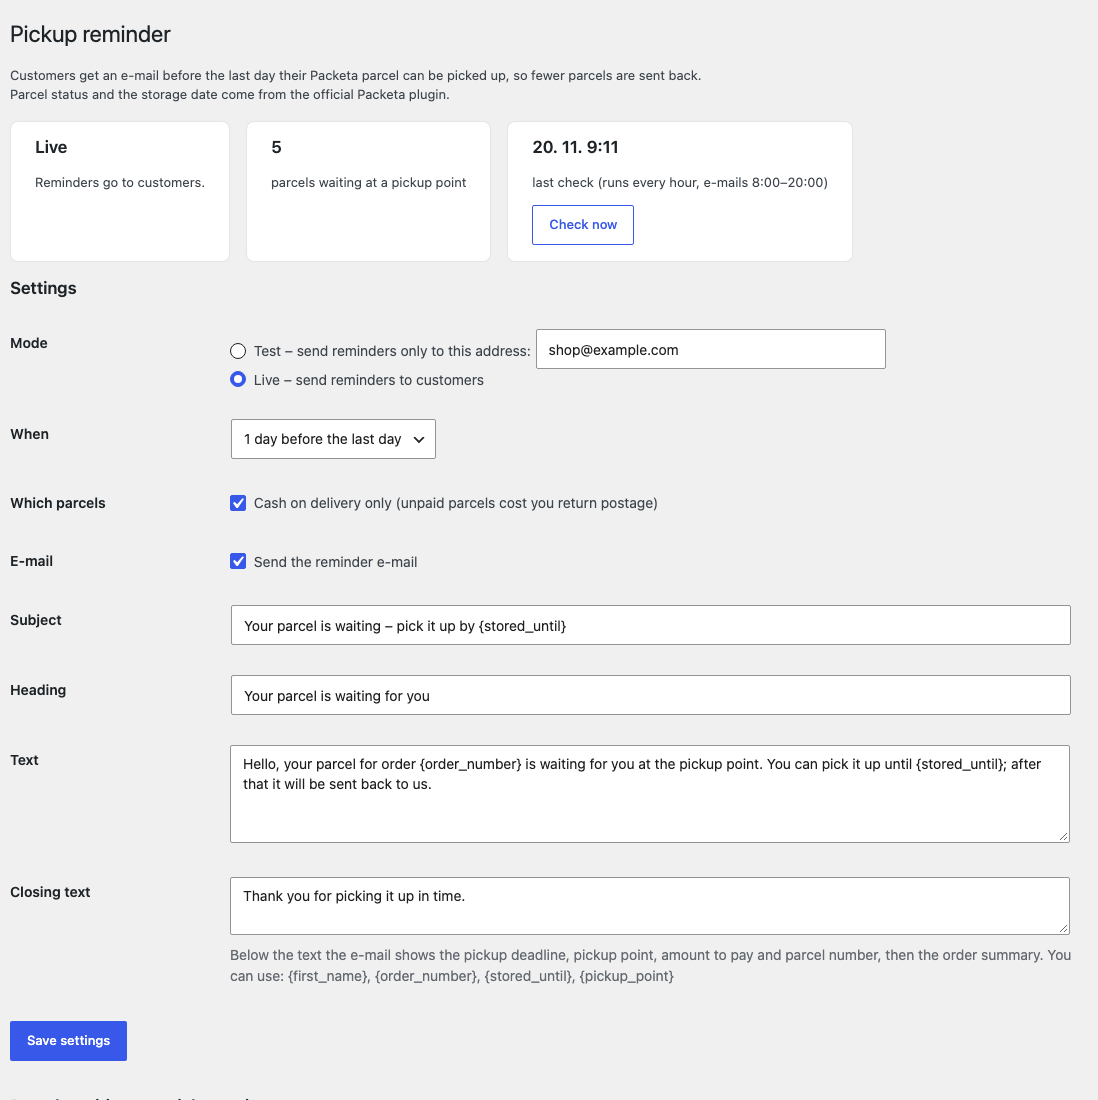 Pickup reminder
Customers get an e-mail before the last day their Packeta parcel can be picked up, so fewer parcels are sent back.
Parcel status and the storage date come from the official Packeta plugin.
Live
Reminders go to customers.
5
parcels waiting at a pickup point
20. 11. 9:11
last check (runs every hour, e-mails 8:00–20:00)
Check now
Settings
Mode
Test – send reminders only to this address:
shop@example.com
Live – send reminders to customers
When
1 day before the last day
Which parcels
Cash on delivery only (unpaid parcels cost you return postage)
E-mail
Send the reminder e-mail
Subject
Your parcel is waiting – pick it up by {stored_until}
Heading
Your parcel is waiting for you
Text
Hello, your parcel for order {order_number} is waiting for you at the pickup point. You can pick it up until {stored_until}; after
that it will be sent back to us.
Closing text
Thank you for picking it up in time.
Below the text the e-mail shows the pickup deadline, pickup point, amount to pay and parcel number, then the order summary. You
can use: {first_name}, {order_number}, {stored_until}, {pickup_point}
Save settings